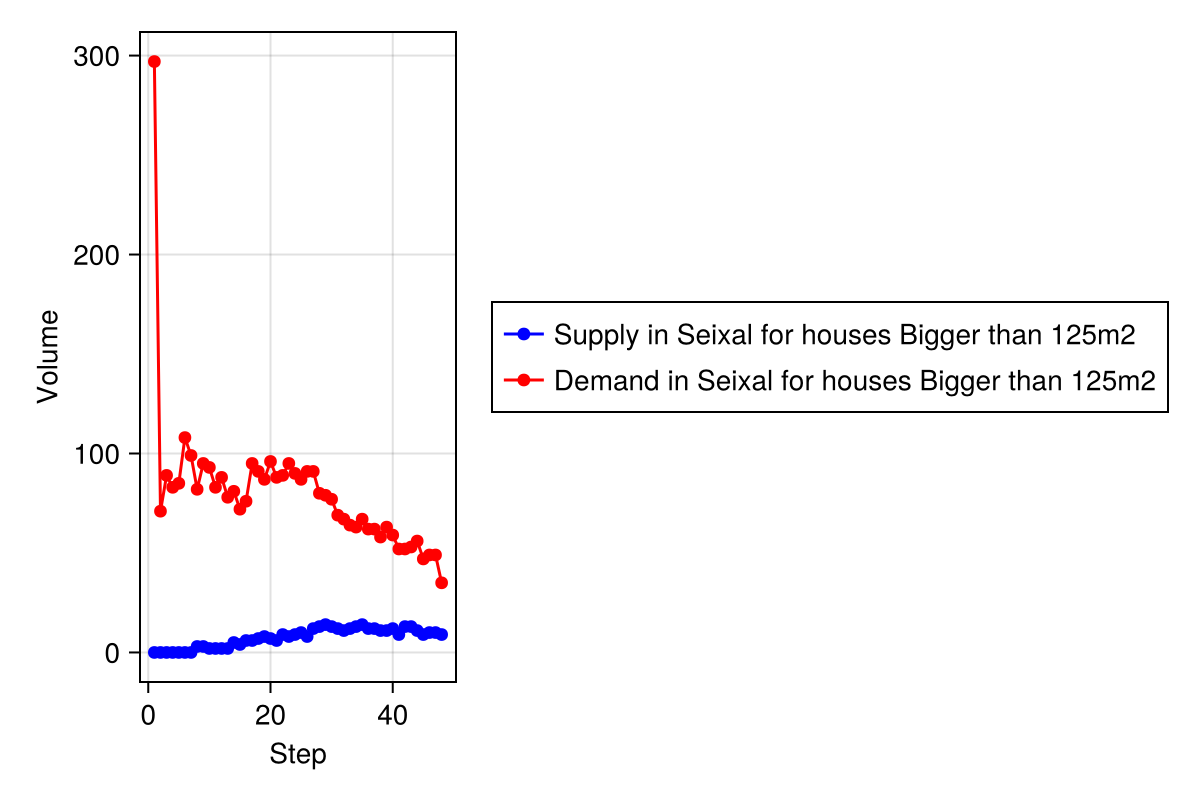 300
200
100
0
Volume
0 20 40
Step
Supply in Seixal for houses Bigger than 125m2
Demand in Seixal for houses Bigger than 125m2